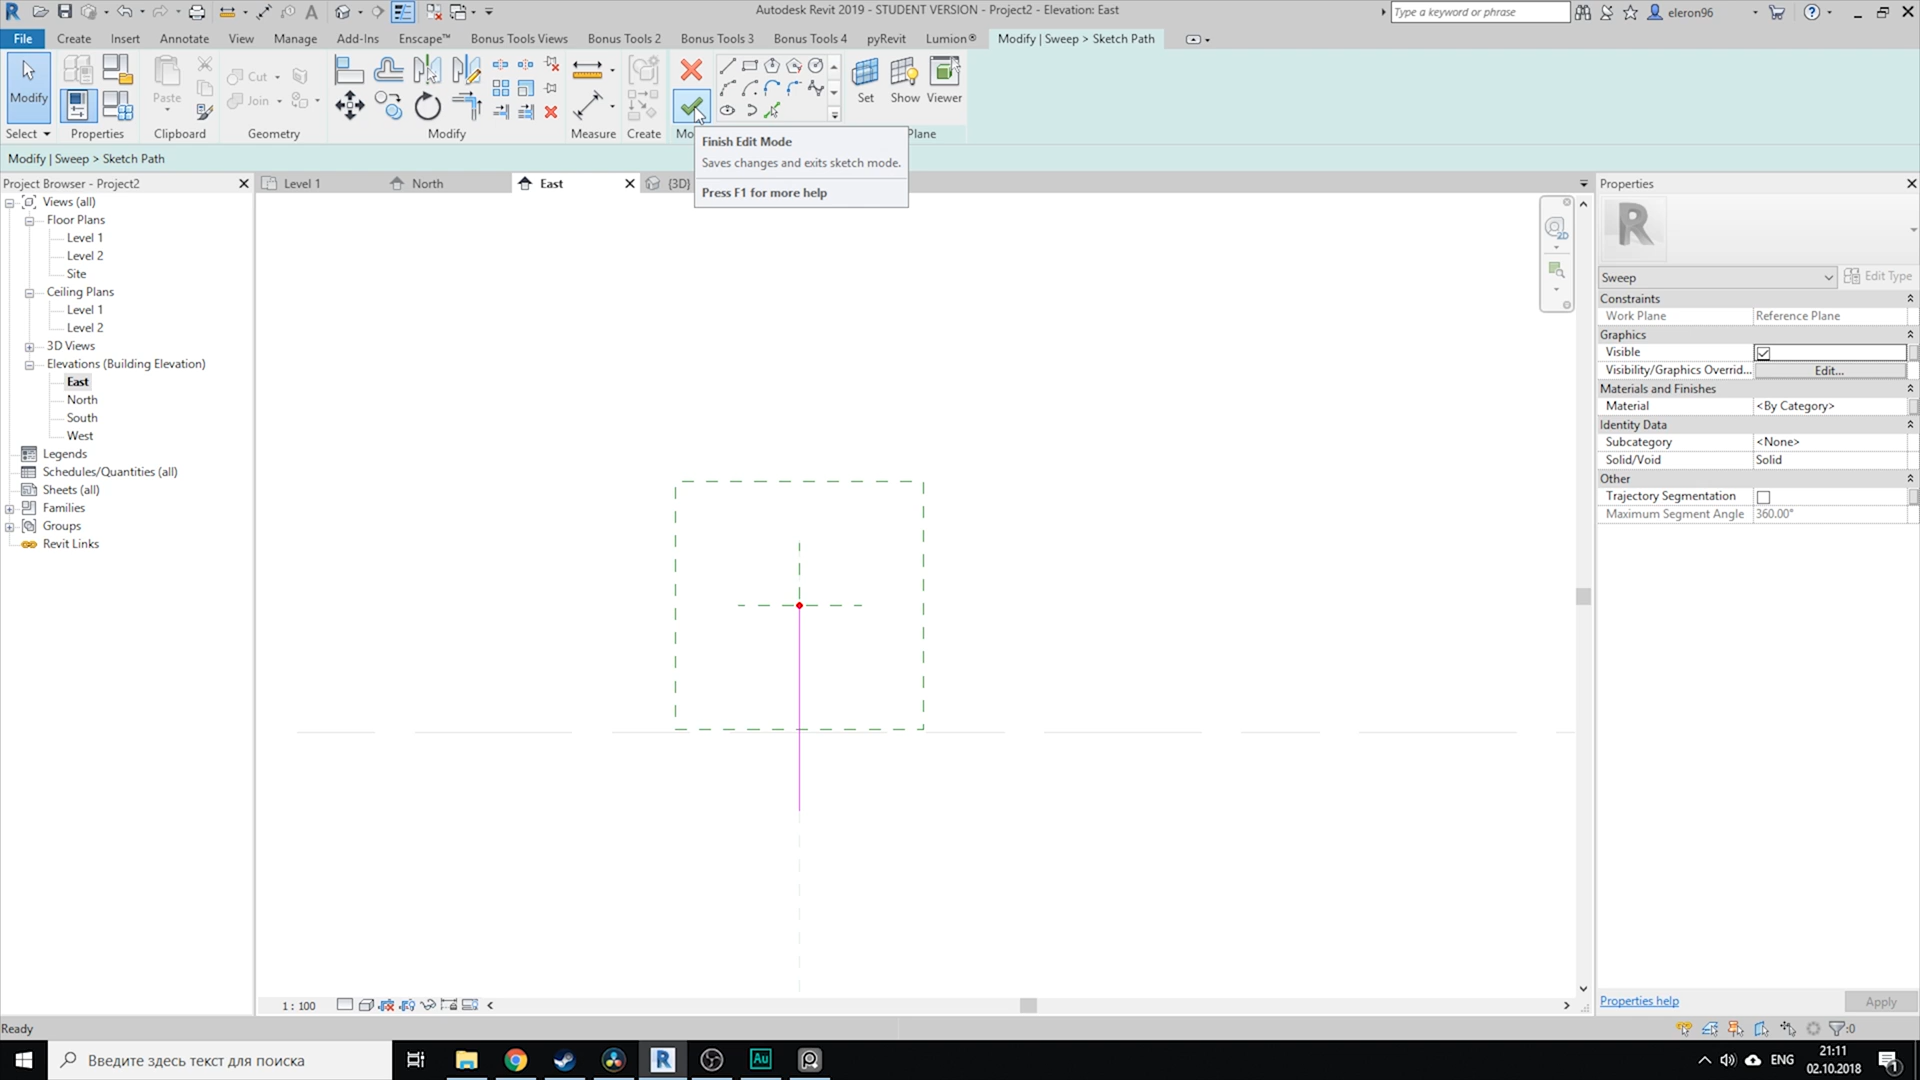 Autodesk Revit 2019 - STUDENT VERSION - Project2 - Elevation: East
Type a keyword or phrase
eleron96
File
Create
Insert
Annotate
View
Manage
Add-Ins
Enscape™
Bonus Tools Views
Bonus Tools 2
Bonus Tools 3
Bonus Tools 4
pyRevit
Lumion®
Modify | Sweep > Sketch Path
Modify
Paste
Cut
Join
Set
Show
Viewer
Select
Properties
Clipboard
Geometry
Modify
Measure
Create
Mo
Plane
Modify | Sweep > Sketch Path
Finish Edit Mode
Saves changes and exits sketch mode.
Press F1 for more help
Project Browser - Project2
Level 1
North
East
{3D}
Views (all)
Floor Plans
Level 1
Level 2
Site
Ceiling Plans
Level 1
Level 2
3D Views
Elevations (Building Elevation)
East
North
South
West
Legends
Schedules/Quantities (all)
Sheets (all)
Families
Groups
Revit Links
2D
Properties
R
Sweep
Edit Type
Constraints
Work Plane
Reference Plane
Graphics
Visible
Visibility/Graphics Overrid...
Edit...
Materials and Finishes
Material
<By Category>
Identity Data
Subcategory
<None>
Solid/Void
Solid
Other
Trajectory Segmentation
Maximum Segment Angle
360.00°
Properties help
Apply
1 : 100
Ready
:0
Введите здесь текст для поиска
R
Au
ENG
21:11
02.10.2018
1